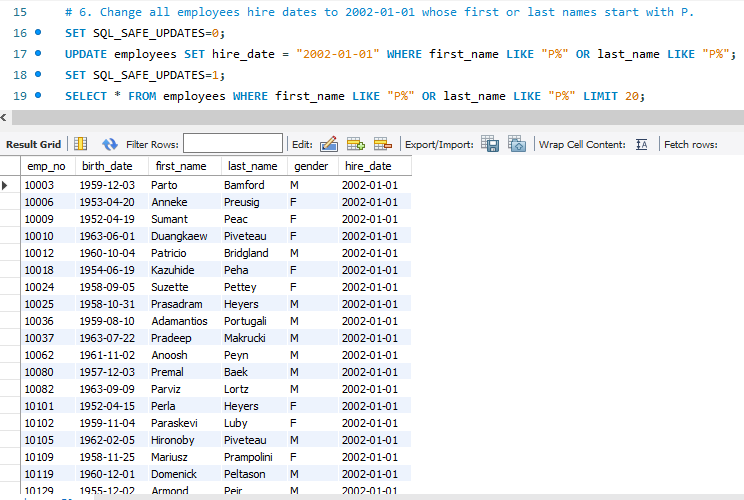 15 # 6. Change all employees hire dates to 2002-01-01 whose first or last names start with P.
16 SET SQL_SAFE_UPDATES=0;
17 UPDATE employees SET hire_date = "2002-01-01" WHERE first_name LIKE "P%" OR last_name LIKE "P%";
18 SET SQL_SAFE_UPDATES=1;
19 SELECT * FROM employees WHERE first_name LIKE "P%" OR last_name LIKE "P%" LIMIT 20;
Result Grid Filter Rows: Edit: Export/Import: Wrap Cell Content: IA Fetch rows:
emp_no birth_date first_name last_name gender hire_date
10003 1959-12-03 Parto Bamford M 2002-01-01
10006 1953-04-20 Anneke Preusig F 2002-01-01
10009 1952-04-19 Sumant Peac F 2002-01-01
10010 1963-06-01 Duangkaew Piveteau F 2002-01-01
10012 1960-10-04 Patricio Bridgland M 2002-01-01
10018 1954-06-19 Kazuhide Peha F 2002-01-01
10024 1958-09-05 Suzette Pettey F 2002-01-01
10025 1958-10-31 Prasadram Heyers M 2002-01-01
10036 1959-08-10 Adamantios Portugali M 2002-01-01
10037 1963-07-22 Pradeep Makrucki M 2002-01-01
10062 1961-11-02 Anoosh Peyn M 2002-01-01
10080 1957-12-03 Premal Baek M 2002-01-01
10082 1963-09-09 Parviz Lortz M 2002-01-01
10101 1952-04-15 Perla Heyers F 2002-01-01
10102 1959-11-04 Paraskevi Luby F 2002-01-01
10105 1962-02-05 Hironoby Piveteau M 2002-01-01
10109 1958-11-25 Mariusz Prampolini F 2002-01-01
10119 1960-12-01 Domenick Peltason M 2002-01-01
10129 1955-12-02 Armond Peir M 2002-01-01